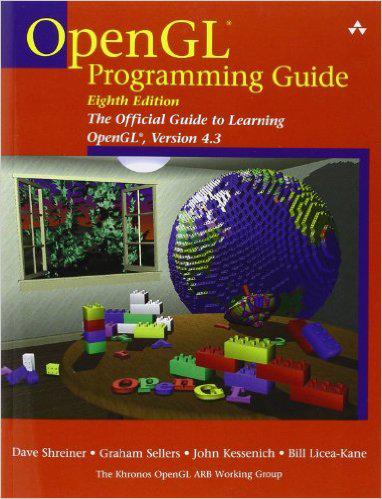 OpenGL®
Programming Guide
Eighth Edition
The Official Guide to Learning
OpenGL®, Version 4.3
OpenGL
Dave Shreiner • Graham Sellers • John Kessenich • Bill Licea-Kane
The Khronos OpenGL ARB Working Group